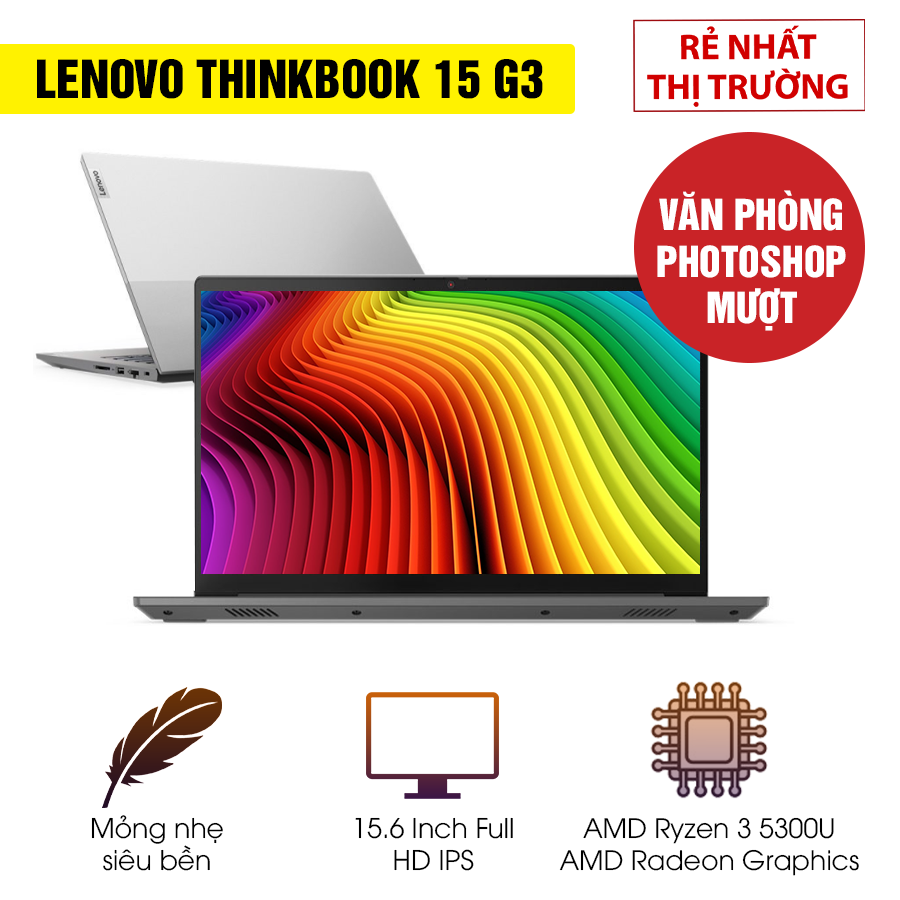 LENOVO THINKBOOK 15 G3
RẺ NHẤT
THỊ TRƯỜNG
VĂN PHÒNG
PHOTOSHOP
MƯỢT
Lenovo
Mỏng nhẹ
siêu bền
15.6 Inch Full
HD IPS
AMD Ryzen 3 5300U
AMD Radeon Graphics